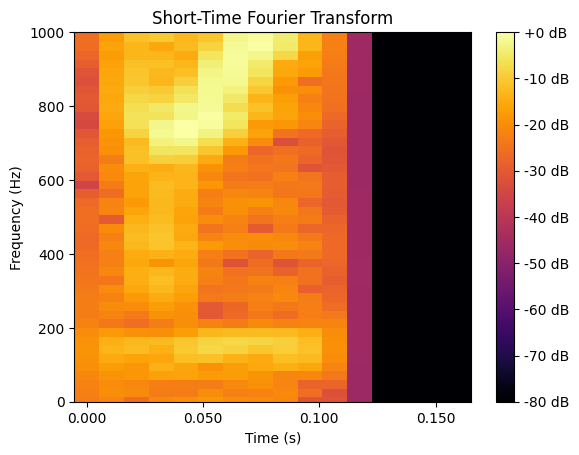 Short-Time Fourier Transform
1000
800
600
400
200
0
Frequency (Hz)
0.000
0.050
0.100
0.150
Time (s)
+0 dB
-10 dB
-20 dB
-30 dB
-40 dB
-50 dB
-60 dB
-70 dB
-80 dB